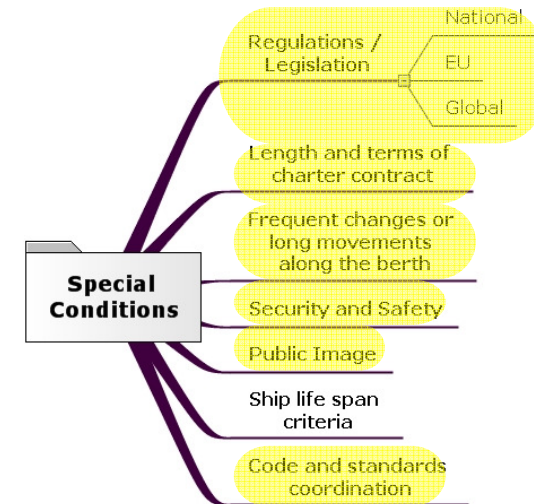 National
Regulations /
Legislation
EU
Global
Length and terms of
charter contract
Frequent changes or
long movements
along the berth
Special
Conditions
Security and Safety
Public Image
Ship life span
criteria
Code and standards
coordination